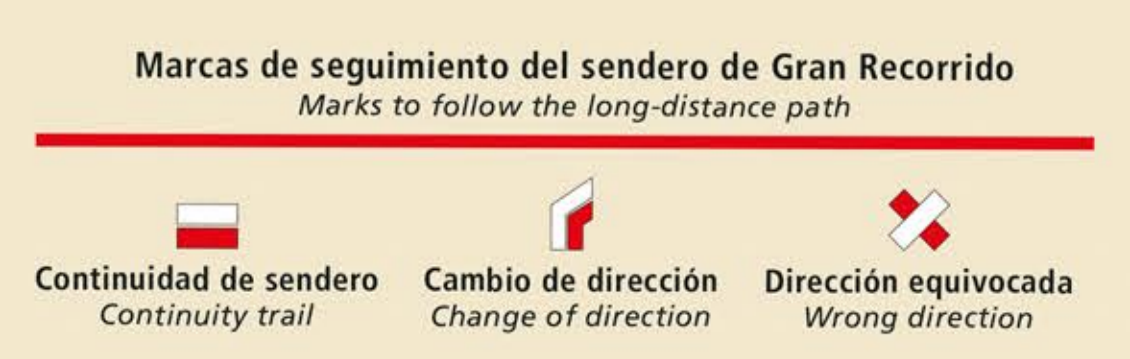 Marcas de seguimiento del sendero de Gran Recorrido
Marks to follow the long-distance path
Continuidad de sendero
Continuity trail
Cambio de dirección
Change of direction
Dirección equivocada
Wrong direction